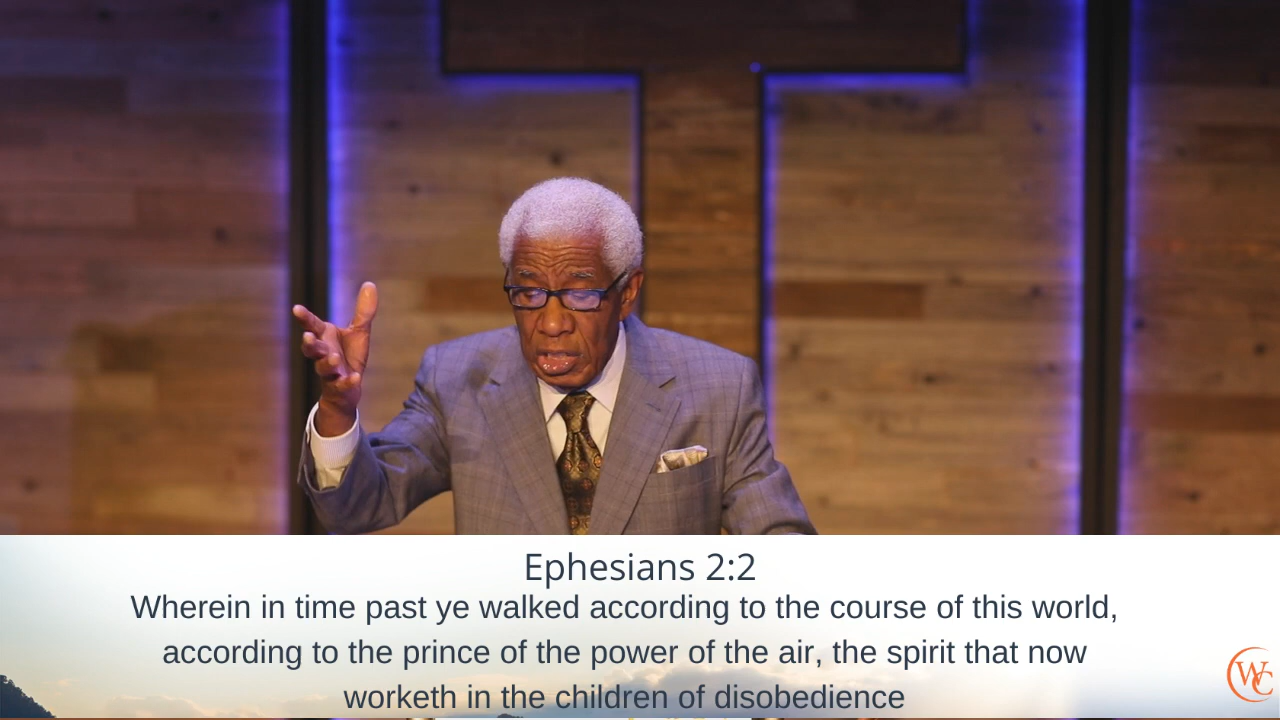 Ephesians 2:2
Wherein in time past ye walked according to the course of this world,
according to the prince of the power of the air, the spirit that now
worketh in the children of disobedience
WC